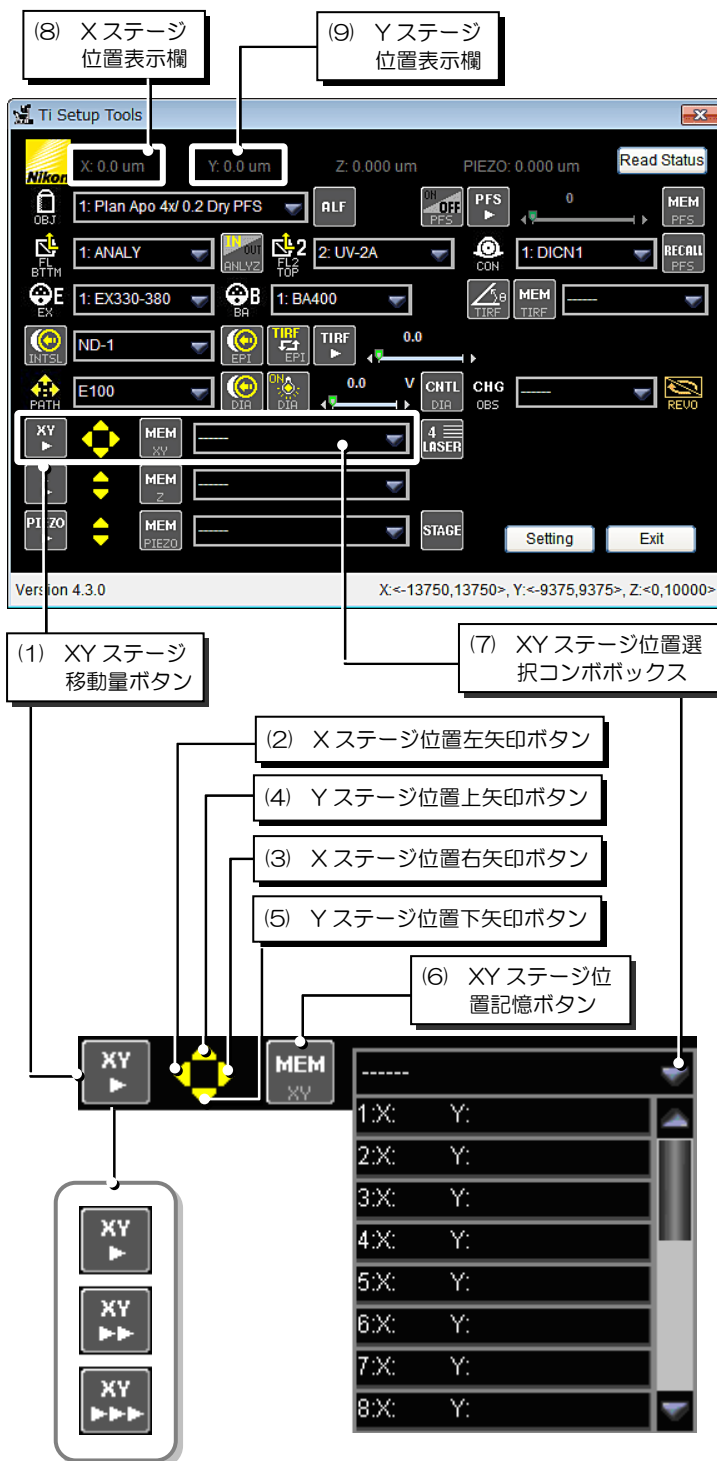 (8) Xステージ
位置表示欄
(9) Yステージ
位置表示欄
Ti Setup Tools
Nikon
X: 0.0 um
Y: 0.0 um
Z: 0.000 um
PIEZO: 0.000 um
Read Status
OBJ
1: Plan Apo 4x/ 0.2 Dry PFS
ALF
ON
OFF
PFS
PFS
0
MEM
PFS
FL
BTTM
1: ANALY
IN
OUT
ANLYZ
2
FL2
TOP
2: UV-2A
CON
1: DICN1
RECALL
PFS
E
EX
1: EX330-380
B
BA
1: BA400
θ
TIRF
MEM
TIRF
------
INTSL
ND-1
EPI
TIRF
EPI
TIRF
0.0
PATH
E100
DIA
ON
DIA
0.0
V
CNTL
DIA
CHG
OBS
------
REVO
XY
MEM
XY
------
4
LASER
MEM
Z
------
PIEZO
MEM
PIEZO
------
STAGE
Setting
Exit
Version 4.3.0
X:<-13750,13750>, Y:<-9375,9375>, Z:<0,10000>
(1) XYステージ
移動量ボタン
(7) XYステージ位置選
択コンボボックス
(2) Xステージ位置左矢印ボタン
(4) Yステージ位置上矢印ボタン
(3) Xステージ位置右矢印ボタン
(5) Yステージ位置下矢印ボタン
(6) XYステージ位
置記憶ボタン
XY
MEM
XY
------
1:X: Y:
2:X: Y:
3:X: Y:
4:X: Y:
5:X: Y:
6:X: Y:
7:X: Y:
8:X: Y:
XY
XY
XY